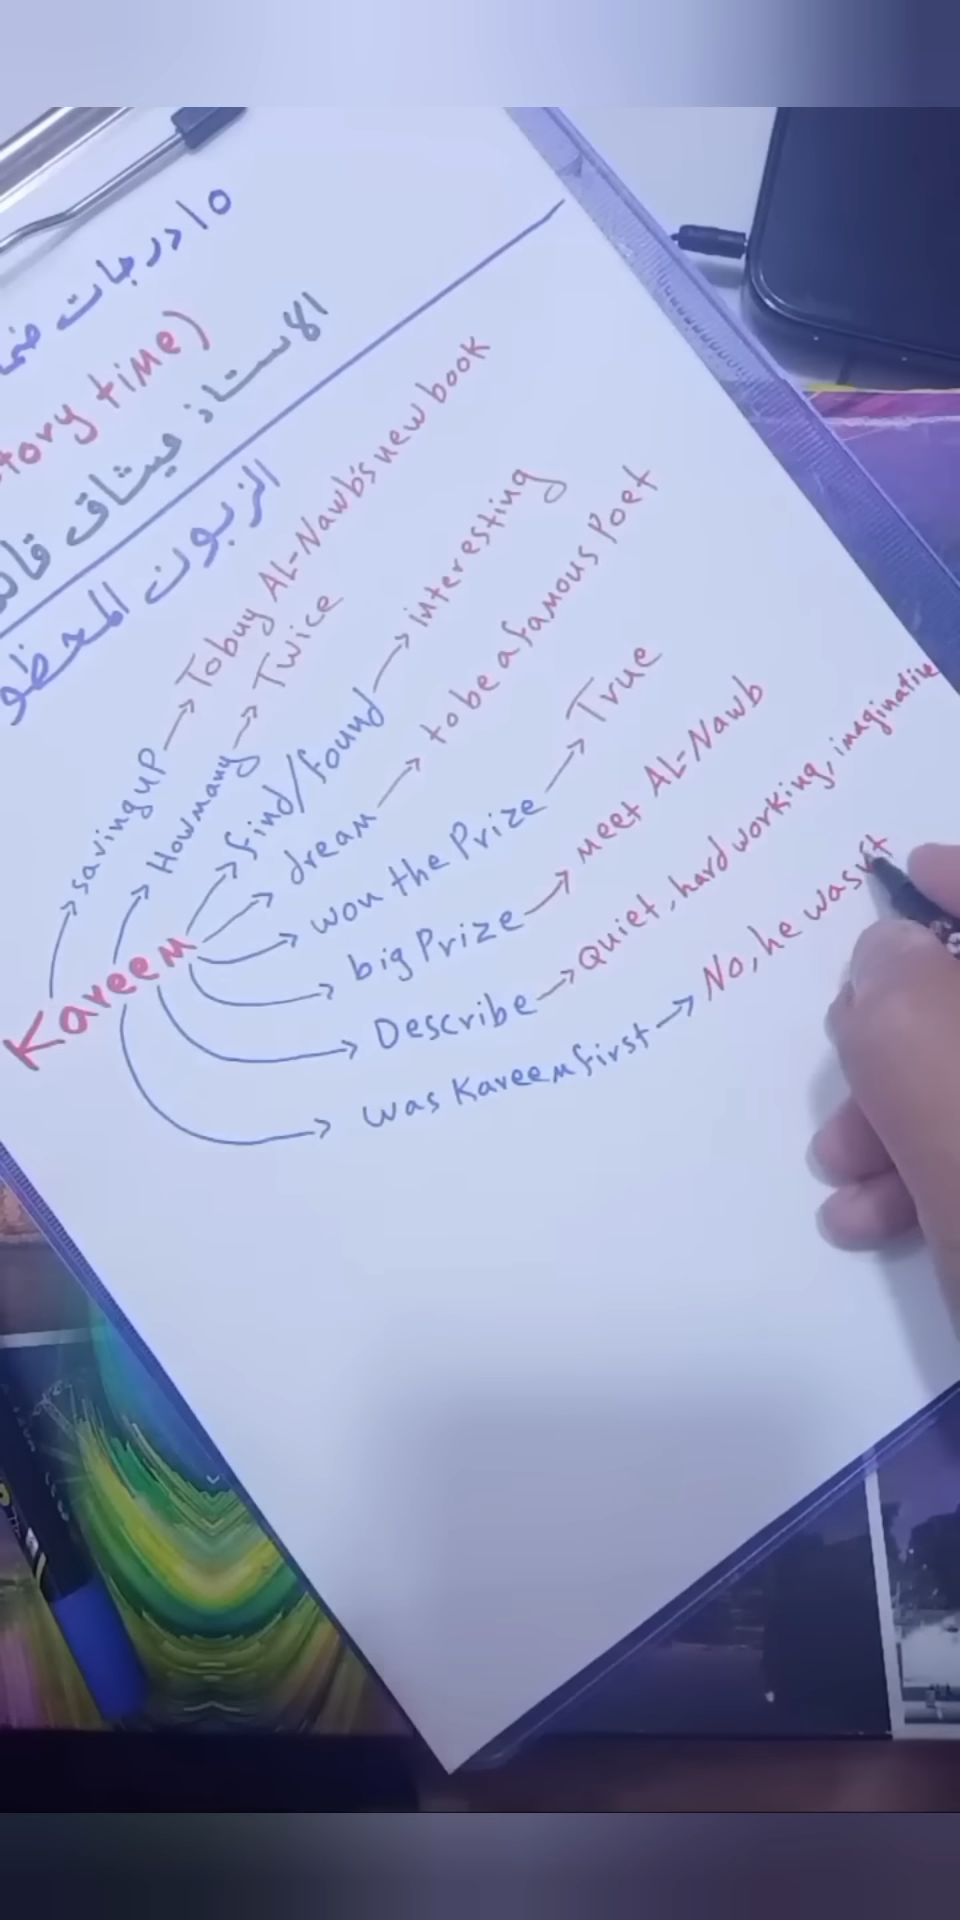 ١٠ درجات
story time)
الاستاذ ميثاق
الزبون المحظو
Kareem
saving up → To buy AL-Nawb's new book
How many → Twice
find/found → interesting
dream → to be a famous Poet
won the Prize → True
big Prize → meet AL-Nawb
Describe → Quiet, hard working, imaginative
was Kareem first → No, he wasn't